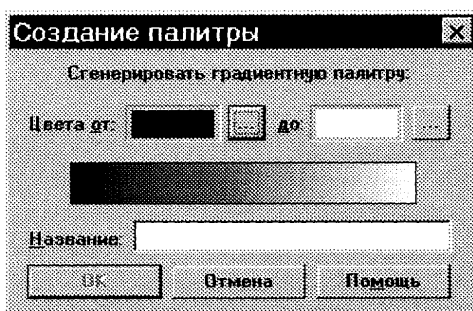 Создание палитры
Сгенерировать градиентную палитру:
Цвета от: ... до: ...
Название:
OK Отмена Помощь